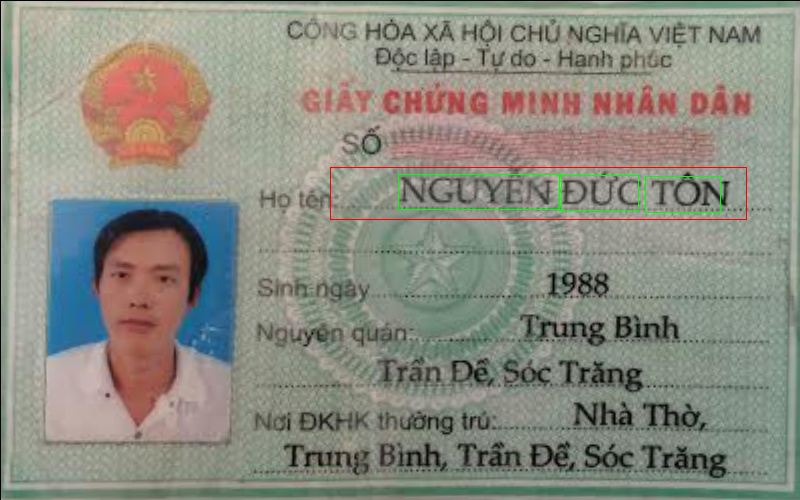 CỘNG HÒA XÃ HỘI CHỦ NGHĨA VIỆT NAM
Độc lập - Tự do - Hạnh phúc
GIẤY CHỨNG MINH NHÂN DÂN
SỐ
Họ tên: NGUYỄN ĐỨC TÔN
Sinh ngày 1988
Nguyên quán: Trung Bình
Trần Đề, Sóc Trăng
Nơi ĐKHK thường trú: Nhà Thờ,
Trung Bình, Trần Đề, Sóc Trăng